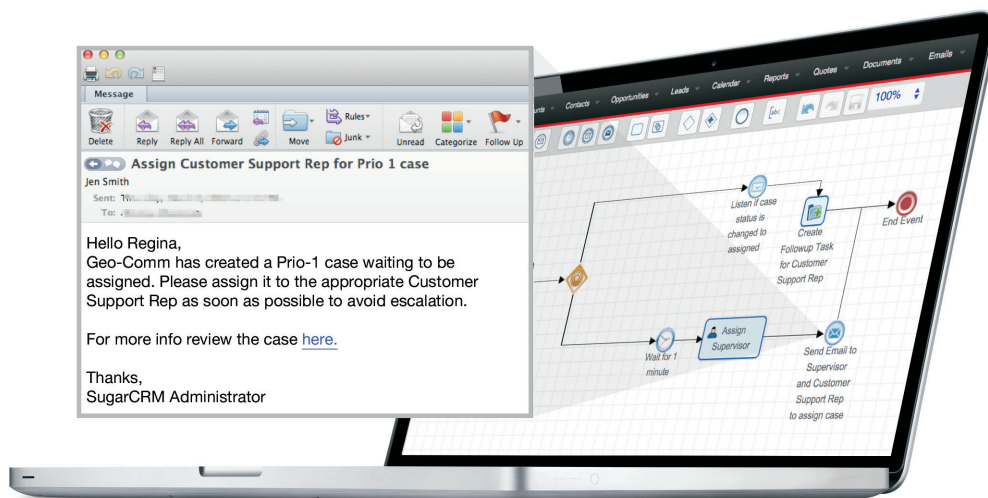 Message
Delete
Reply
Reply All
Forward
Move
Rules
Junk
Unread
Categorize
Follow Up
Assign Customer Support Rep for Prio 1 case
Jen Smith
Sent:
To:
Hello Regina,
Geo-Comm has created a Prio-1 case waiting to be
assigned. Please assign it to the appropriate Customer
Support Rep as soon as possible to avoid escalation.
For more info review the case here.
Thanks,
SugarCRM Administrator
Contacts
Opportunities
Leads
Calendar
Reports
Quotes
Documents
Emails
100%
Listen if case
status is
changed to
assigned
Create
Followup Task
for Customer
Support Rep
End Event
Wait for 1
minute
Assign
Supervisor
Send Email to
Supervisor
and Customer
Support Rep
to assign case